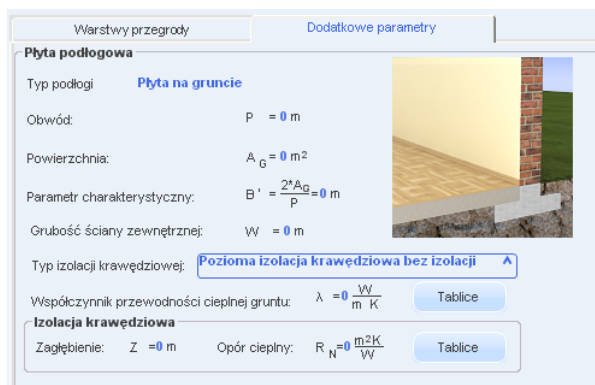 Warstwy przegrody Dodatkowe parametry
Płyta podłogowa
Typ podłogi Płyta na gruncie
Obwód: P = 0 m
Powierzchnia: A G = 0 m2
Parametr charakterystyczny: B ' = 2*AG/P =0 m
Grubość ściany zewnętrznej: W = 0 m
Typ izolacji krawędziowej: Pozioma izolacja krawędziowa bez izolacji ^
Współczynnik przewodności cieplnej gruntu: λ =0 W/m K Tablice
Izolacja krawędziowa
Zagłębienie: Z =0 m Opór cieplny: R N=0 m2K/W Tablice